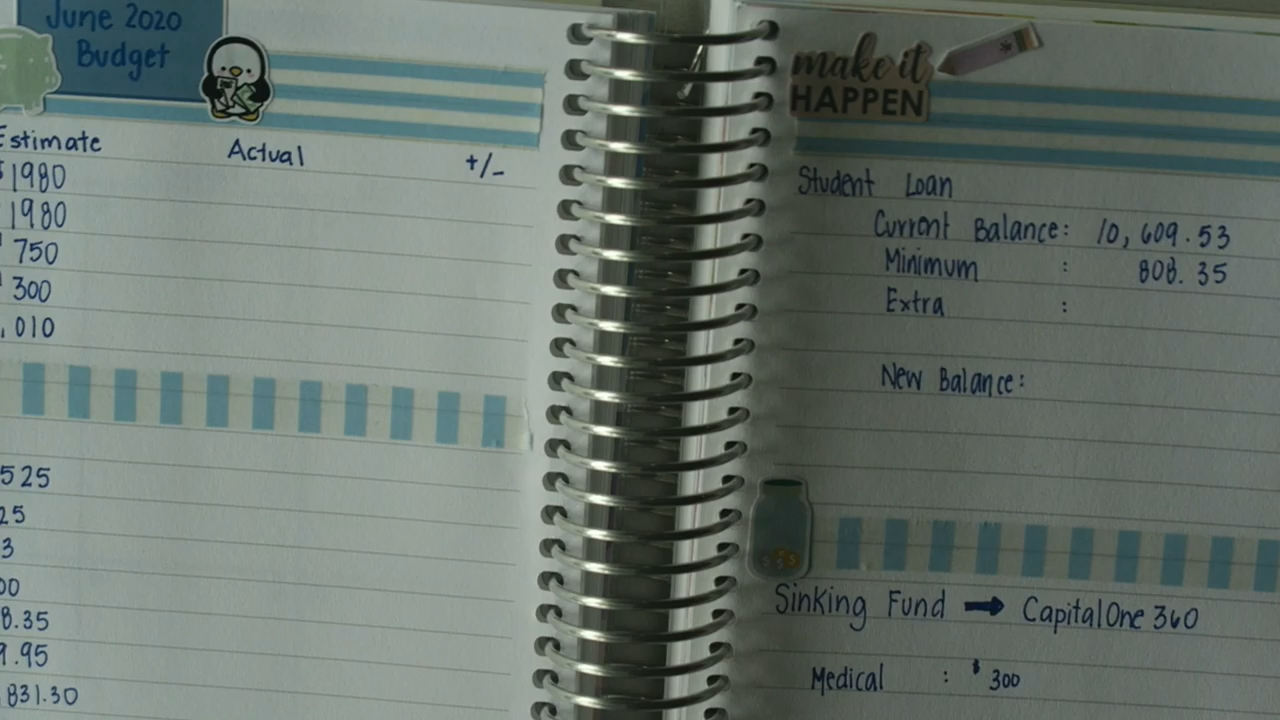 June 2020
Budget
Estimate
Actual
+/-
$1980
1980
750
300
,010
525
25
3
00
8.35
9.95
,831.30
make it
HAPPEN
Student Loan
Current Balance: 10,609.53
Minimum : 808.35
Extra :
New Balance:
Sinking Fund → CapitalOne 360
Medical : $300